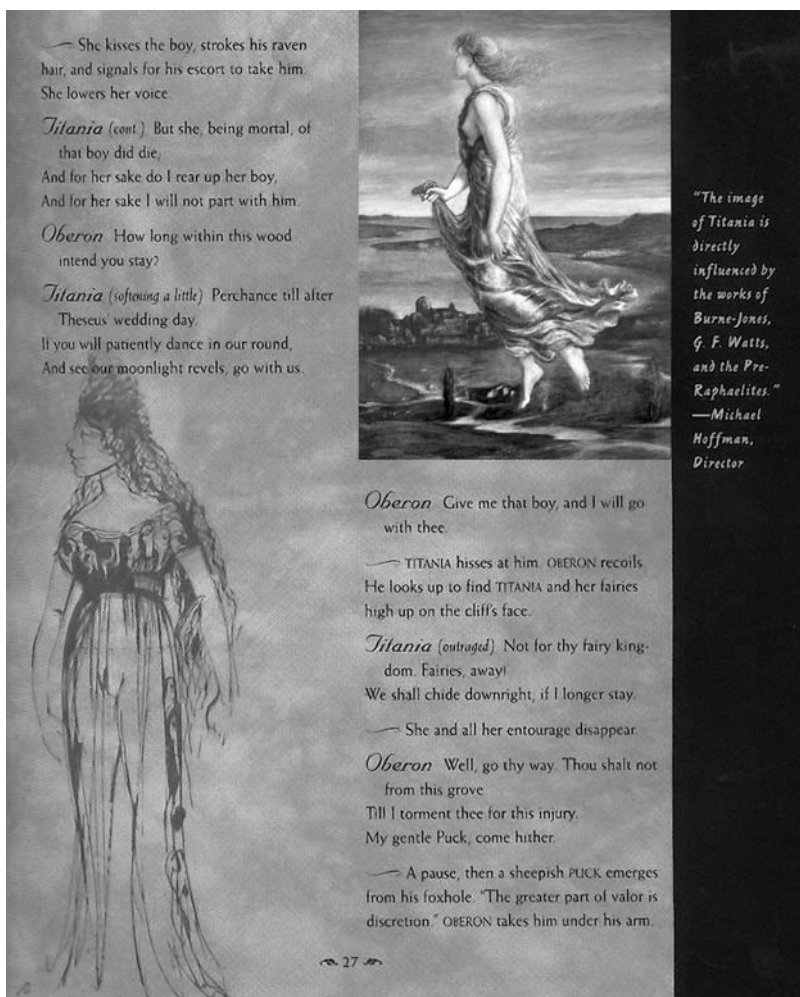 She kisses the boy, strokes his raven
hair, and signals for his escort to take him.
She lowers her voice.
Titania (cont.) But she, being mortal, of
that boy did die;
And for her sake do I rear up her boy,
And for her sake I will not part with him.
Oberon How long within this wood
intend you stay?
Titania (softening a little) Perchance till after
Theseus' wedding day.
If you will patiently dance in our round,
And see our moonlight revels, go with us.
Oberon Give me that boy, and I will go
with thee.
TITANIA hisses at him. OBERON recoils.
He looks up to find TITANIA and her fairies
high up on the cliff's face.
Titania (outraged) Not for thy fairy king-
dom. Fairies, away!
We shall chide downright, if I longer stay.
She and all her entourage disappear.
Oberon Well, go thy way. Thou shalt not
from this grove
Till I torment thee for this injury.
My gentle Puck, come hither.
A pause, then a sheepish PUCK emerges
from his foxhole. "The greater part of valor is
discretion." OBERON takes him under his arm.
"The image
of Titania is
directly
influenced by
the works of
Burne-Jones,
G. F. Watts,
and the Pre-
Raphaelites."
—Michael
Hoffman,
Director
27